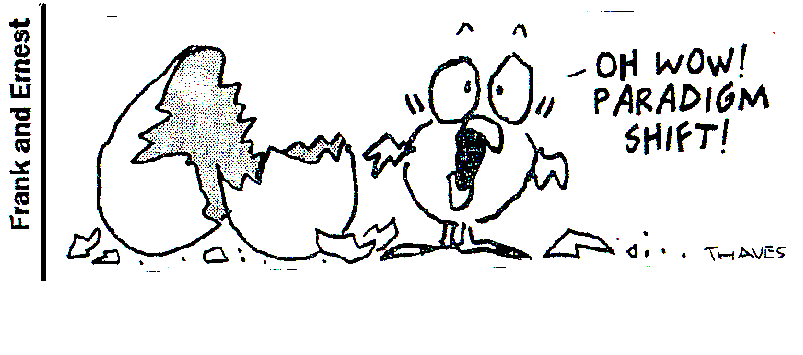 Frank and Ernest
OH WOW!
PARADIGM
SHIFT!
THAVES